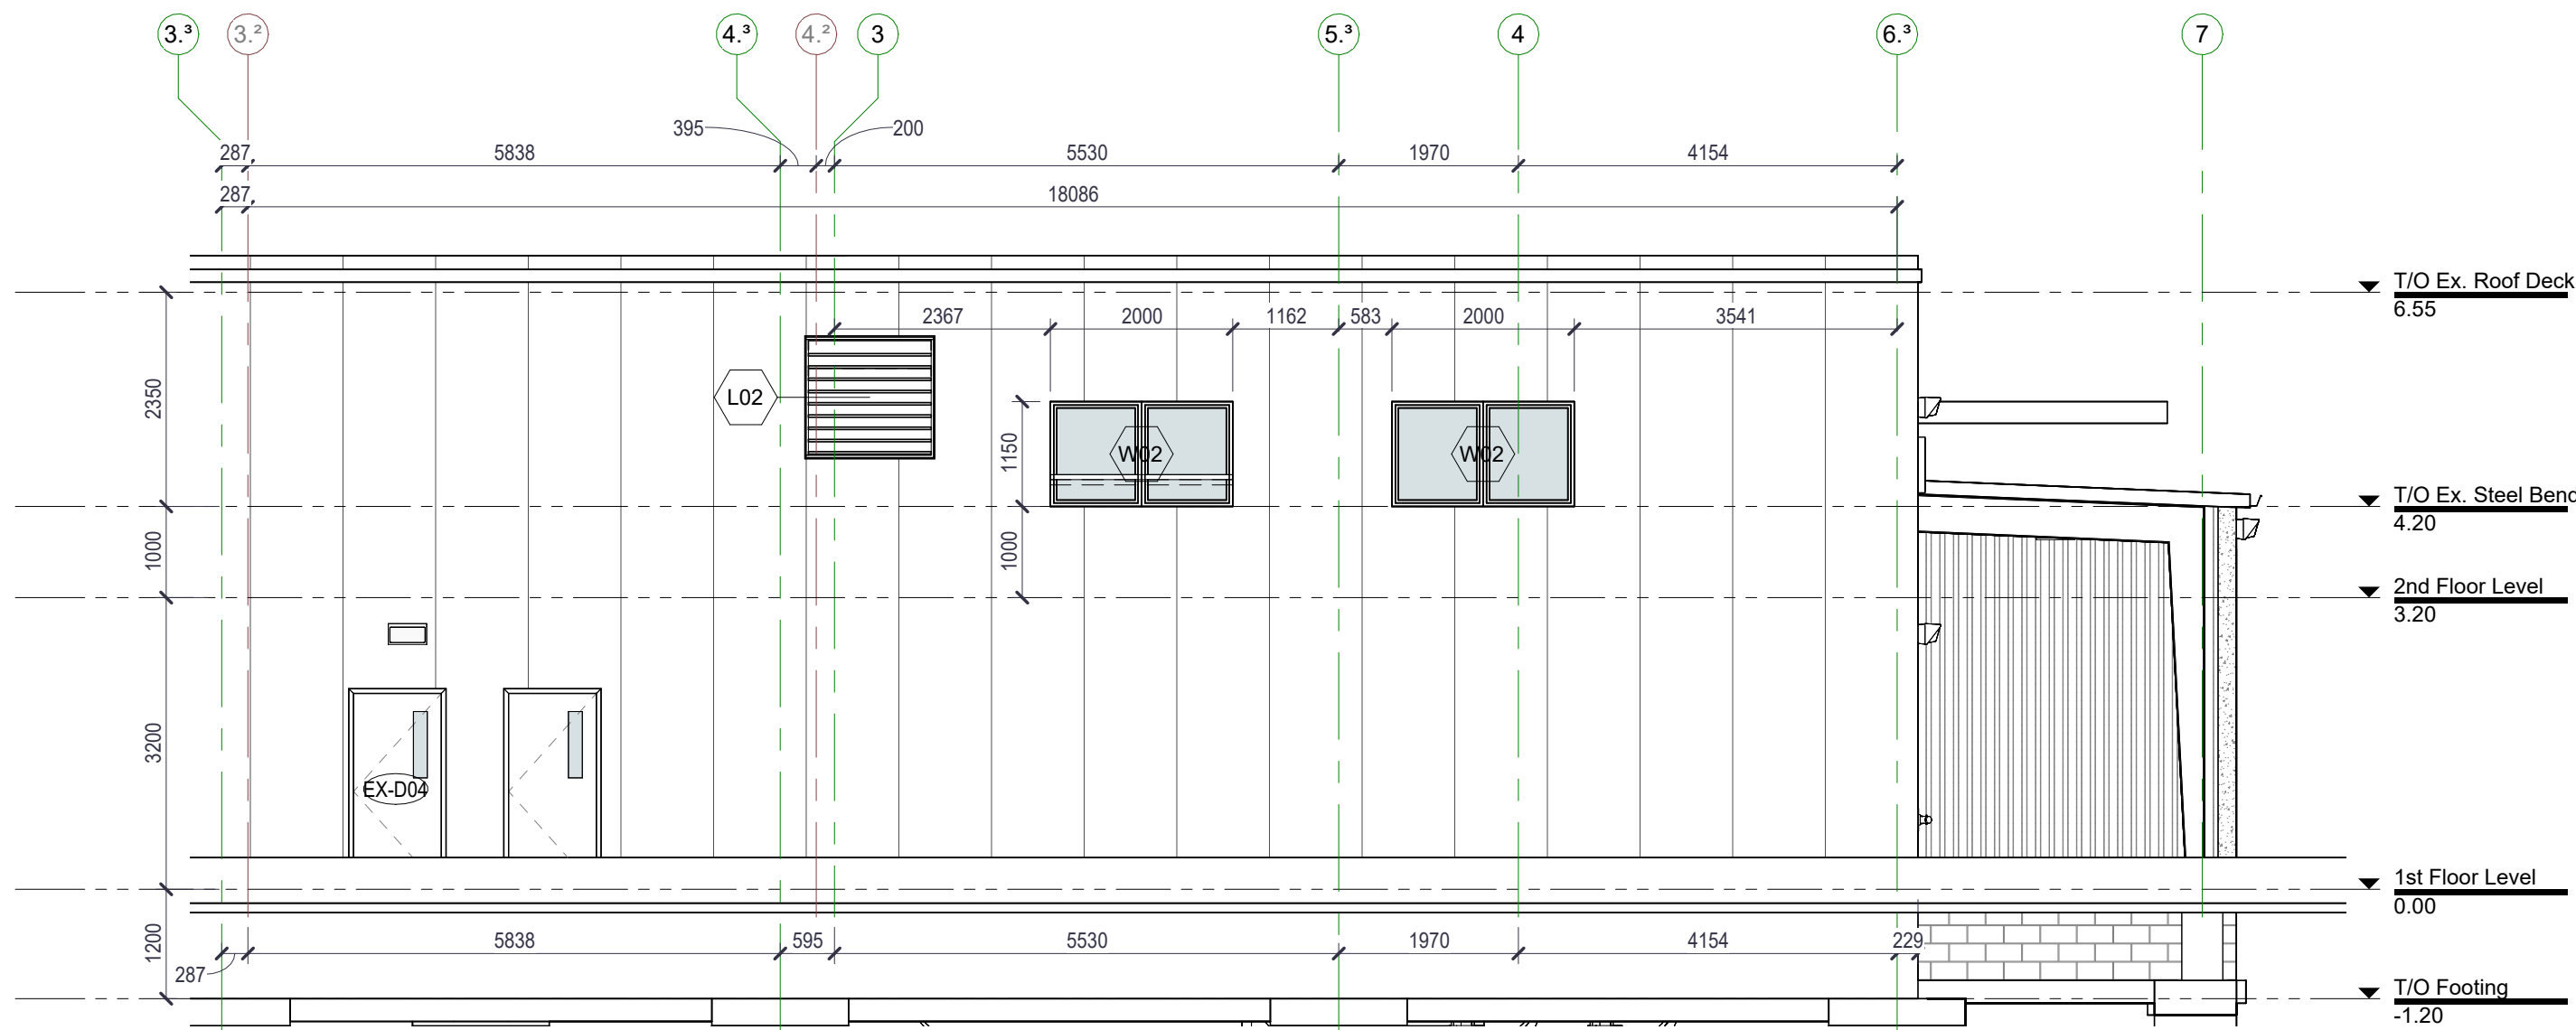 3.³ 3.² 4.³ 4.² 3 5.³ 4 6.³ 7
395 200
287 5838 5530 1970 4154
287 18086
T/O Ex. Roof Deck
6.55
2367 2000 1162 583 2000 3541
2350
L02
1150
W02 W02
T/O Ex. Steel Bend
4.20
1000 1000
2nd Floor Level
3.20
3200
EX-D04
1st Floor Level
0.00
1200
5838 595 5530 1970 4154 229
287
T/O Footing
-1.20